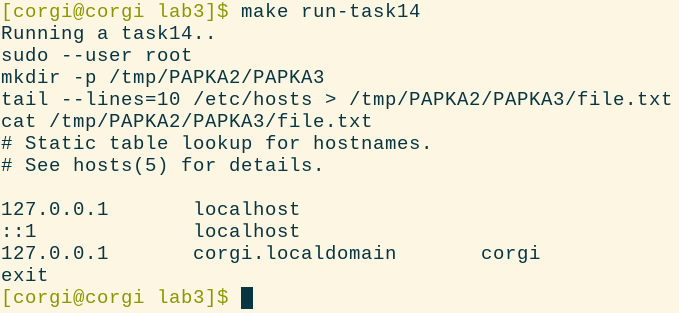 [corgi@corgi lab3]$ make run-task14
Running a task14..
sudo --user root
mkdir -p /tmp/PAPKA2/PAPKA3
tail --lines=10 /etc/hosts > /tmp/PAPKA2/PAPKA3/file.txt
cat /tmp/PAPKA2/PAPKA3/file.txt
# Static table lookup for hostnames.
# See hosts(5) for details.

127.0.0.1       localhost
::1             localhost
127.0.0.1       corgi.localdomain       corgi
exit
[corgi@corgi lab3]$